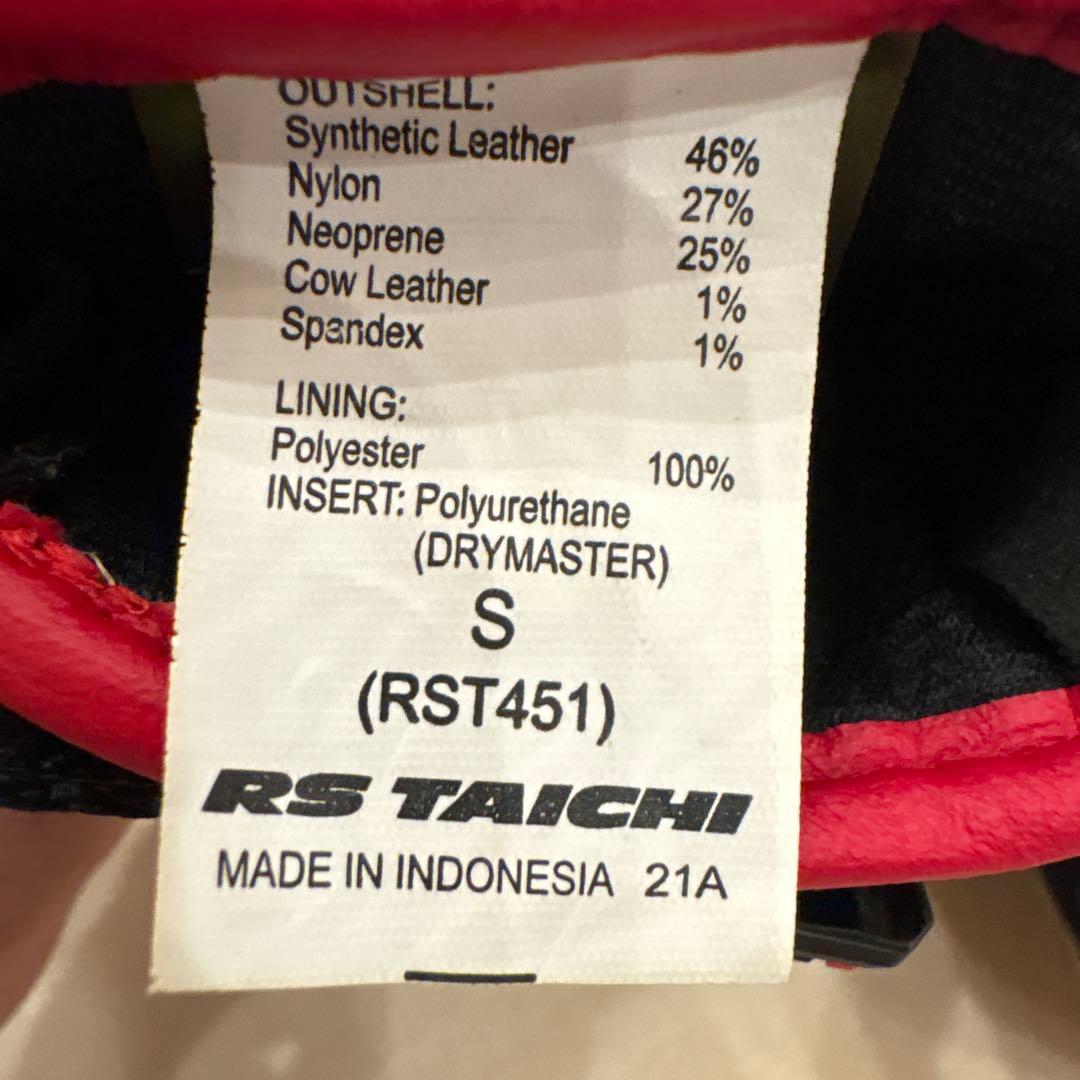 OUTSHELL:
Synthetic Leather 46%
Nylon 27%
Neoprene 25%
Cow Leather 1%
Spandex 1%
LINING:
Polyester 100%
INSERT: Polyurethane
(DRYMASTER)
S
(RST451)
RS TAICHI
MADE IN INDONESIA 21A